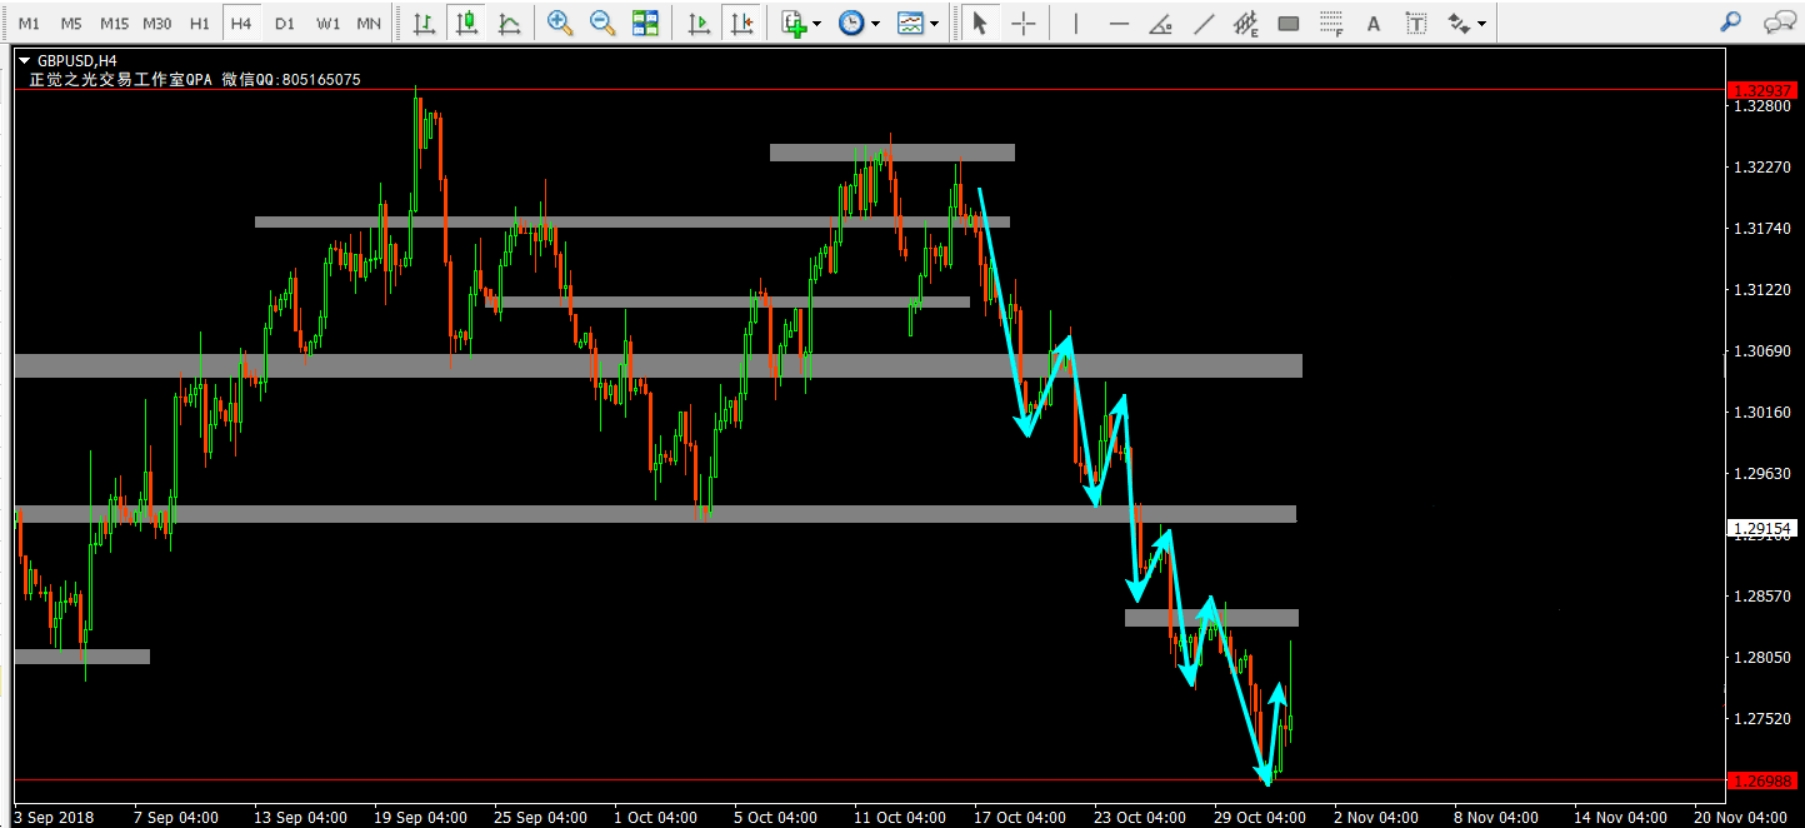 M1 M5 M15 M30 H1 H4 D1 W1 MN
E F A T
GBPUSD,H4
正觉之光交易工作室QPA 微信QQ:805165075
1.32937
1.32800
1.32270
1.31740
1.31220
1.30690
1.30160
1.29630
1.29154
1.29100
1.28570
1.28050
1.27520
1.26988
3 Sep 2018 7 Sep 04:00 13 Sep 04:00 19 Sep 04:00 25 Sep 04:00 1 Oct 04:00 5 Oct 04:00 11 Oct 04:00 17 Oct 04:00 23 Oct 04:00 29 Oct 04:00 2 Nov 04:00 8 Nov 04:00 14 Nov 04:00 20 Nov 04:00